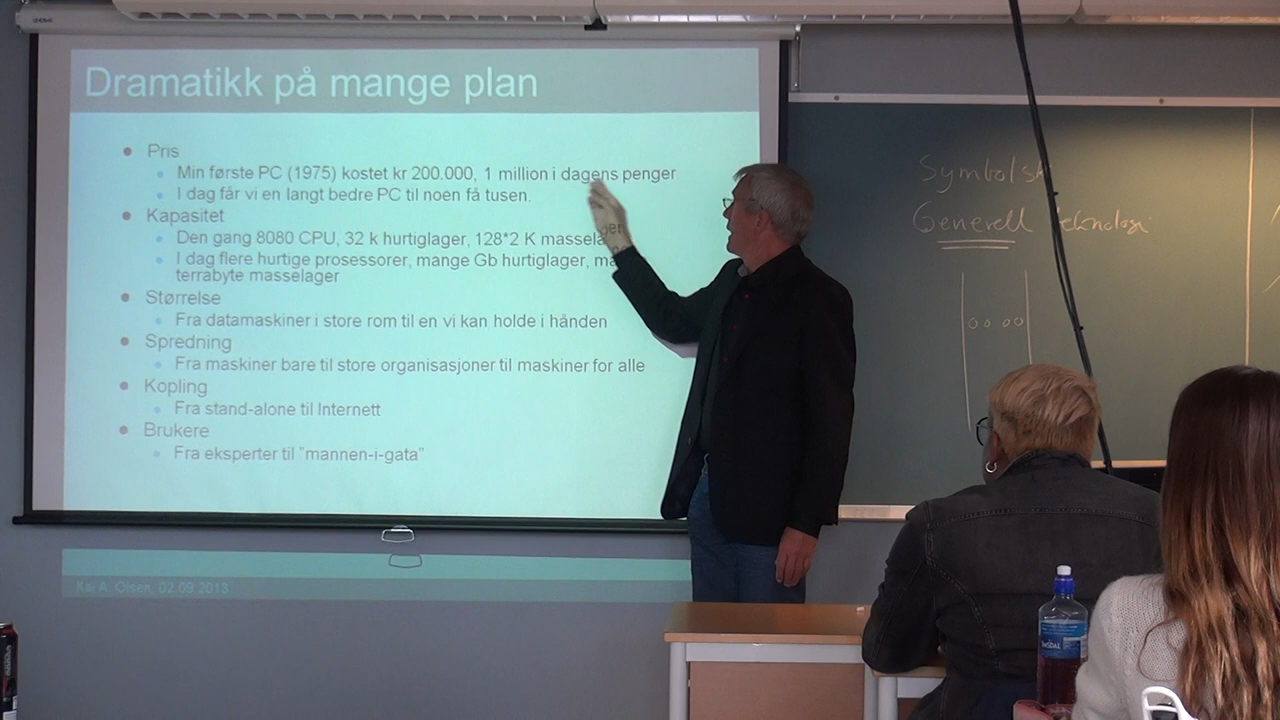 Dramatikk på mange plan
Pris
Min første PC (1975) kostet kr 200.000, 1 million i dagens penger
I dag får vi en langt bedre PC til noen få tusen.
Kapasitet
Den gang 8080 CPU, 32 k hurtiglager, 128*2 K
I dag flere hurtige prosessorer, mange Gb hurtiglager,
terrabyte masselager
Størrelse
Fra datamaskiner i store rom til en vi kan holde i hånden
Spredning
Fra maskiner bare til store organisasjoner til maskiner for alle
Kopling
Fra stand-alone til Internett
Brukere
Fra eksperter til "mannen-i-gata"
Kai A. Olsen, 02.09.2013
Symbolsk
Generell teknologi